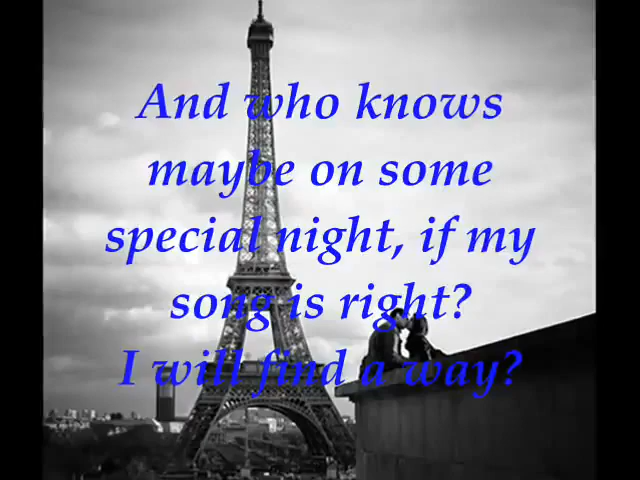 And who knows
maybe on some
special night, if my
song is right?
I will find a way?